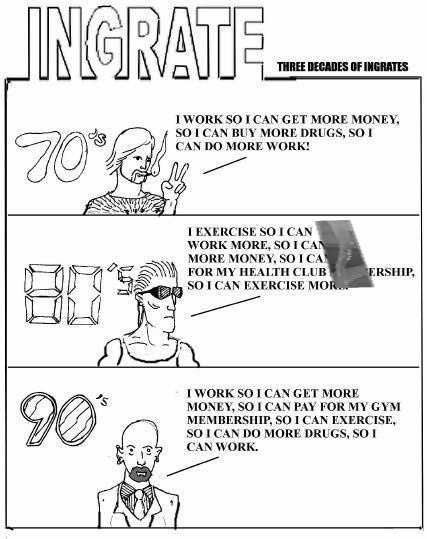 INGRATE
THREE DECADES OF INGRATES
70's
I WORK SO I CAN GET MORE MONEY,
SO I CAN BUY MORE DRUGS, SO I
CAN DO MORE WORK!
80's
I EXERCISE SO I CAN
WORK MORE, SO I CAN
MORE MONEY, SO I CAN
FOR MY HEALTH CLUB
SO I CAN EXERCISE
90's
I WORK SO I CAN GET MORE
MONEY, SO I CAN PAY FOR MY GYM
MEMBERSHIP, SO I CAN EXERCISE,
SO I CAN DO MORE DRUGS, SO I
CAN WORK.